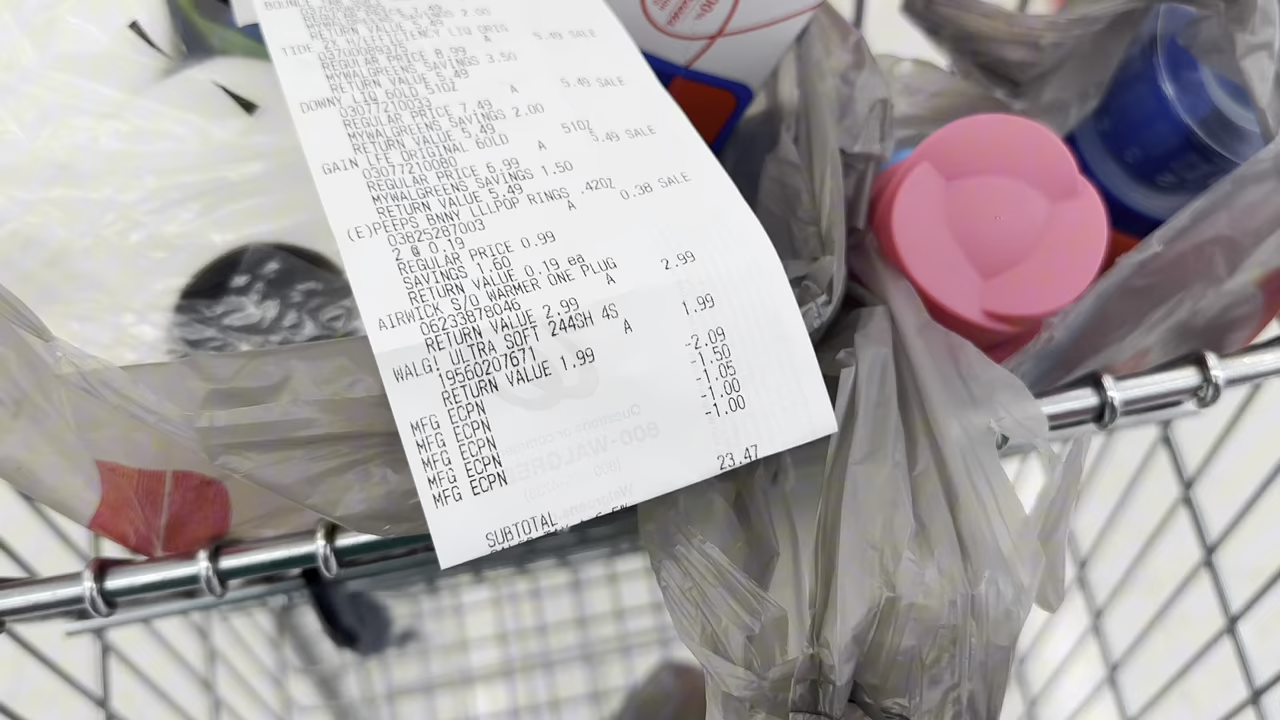 RETURN VALUE
TIDE
REGULAR PRICE 8.99
MYWALGREENS SAVINGS 3.50
RETURN VALUE 5.49
5.49 SALE
DOWNY LIQ GOLD 51OZ A 5.49 SALE
03077210033
REGULAR PRICE 7.49
MYWALGREENS SAVINGS 2.00
RETURN VALUE 5.49
GAIN LFE ORIGINAL GOLD 51OZ
03077210080 A 5.49 SALE
REGULAR PRICE 6.99
MYWALGREENS SAVINGS 1.50
RETURN VALUE 5.49
(E)PEEPS BNNY LLLPOP RINGS .42OZ
03825287003 A 0.38 SALE
2 @ 0.19
REGULAR PRICE 0.99
SAVINGS 1.60
RETURN VALUE 0.19 ea
AIRWICK S/O WARMER ONE PLUG
06233878046 A 2.99
RETURN VALUE 2.99
WALG! ULTRA SOFT 244SH 4S
19560207671 A 1.99
RETURN VALUE 1.99
MFG ECPN -2.09
MFG ECPN -1.50
MFG ECPN -1.05
MFG ECPN -1.00
MFG ECPN -1.00
SUBTOTAL 23.47